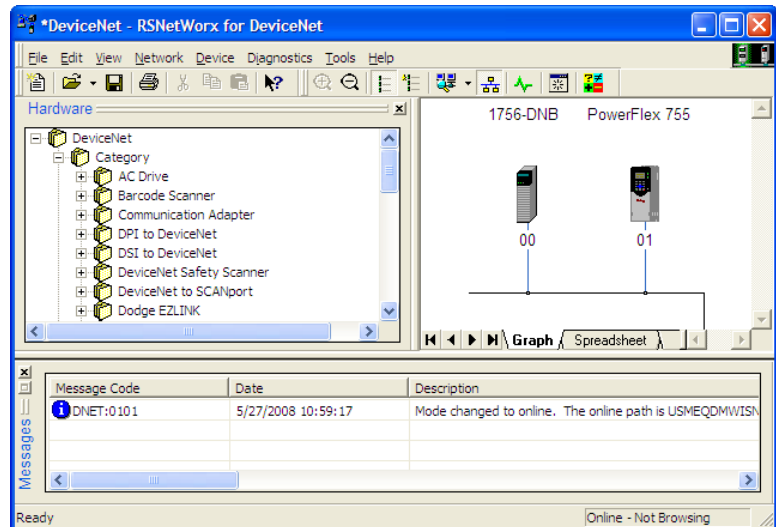 *DeviceNet - RSNetWorx for DeviceNet
File Edit View Network Device Diagnostics Tools Help
Hardware
DeviceNet
Category
AC Drive
Barcode Scanner
Communication Adapter
DPI to DeviceNet
DSI to DeviceNet
DeviceNet Safety Scanner
DeviceNet to SCANport
Dodge EZLINK
1756-DNB PowerFlex 755
00 01
Graph Spreadsheet
Messages
Message Code Date Description
DNET:0101 5/27/2008 10:59:17 Mode changed to online. The online path is USMEQDMWISN
Ready Online - Not Browsing